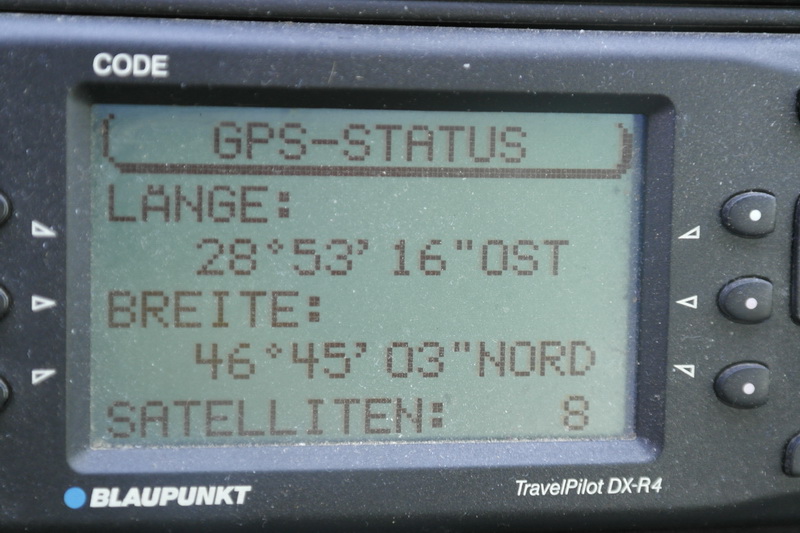 CODE
GPS-STATUS
LÄNGE:
28°53' 16"OST
BREITE:
46°45' 03"NORD
SATELLITEN: 8
BLAUPUNKT
TravelPilot DX-R4